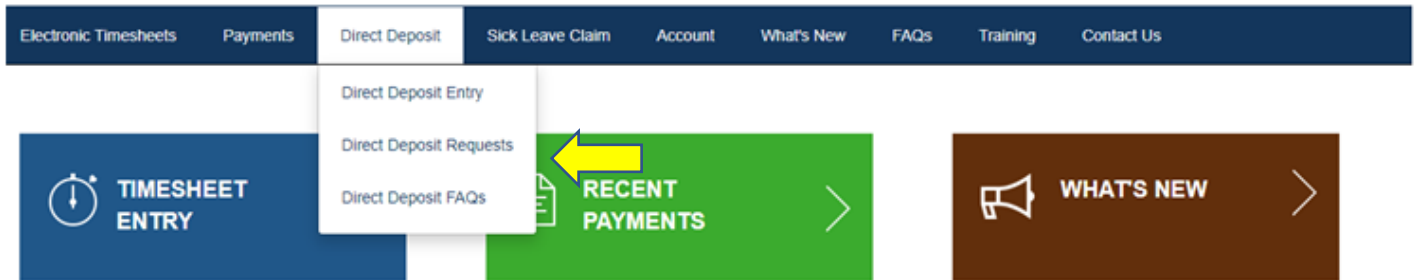 Electronic Timesheets Payments Direct Deposit Sick Leave Claim Account What's New FAQs Training Contact Us
Direct Deposit Entry
Direct Deposit Requests
Direct Deposit FAQs
TIMESHEET
ENTRY
RECENT
PAYMENTS
WHAT'S NEW